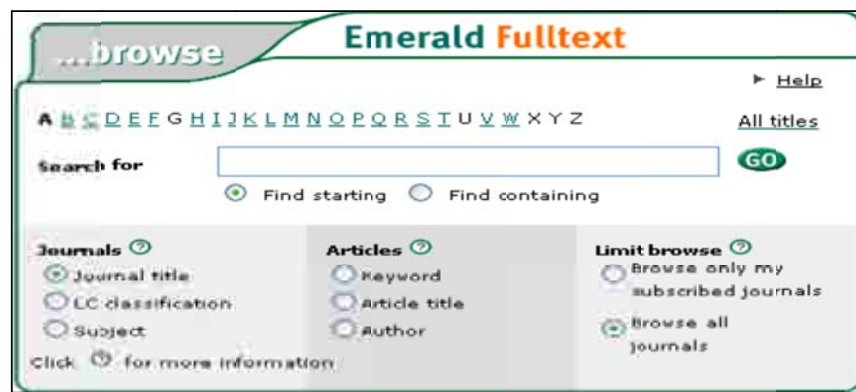 ...browse
Emerald Fulltext
Help
A B C D E F G H I J K L M N O P Q R S T U V W X Y Z
All titles
Search for
GO
Find starting Find containing
Journals ? Articles ? Limit browse ?
Journal title Keyword Browse only my subscribed journals
LC classification Article title
Subject Author Browse all journals
Click ? for more information